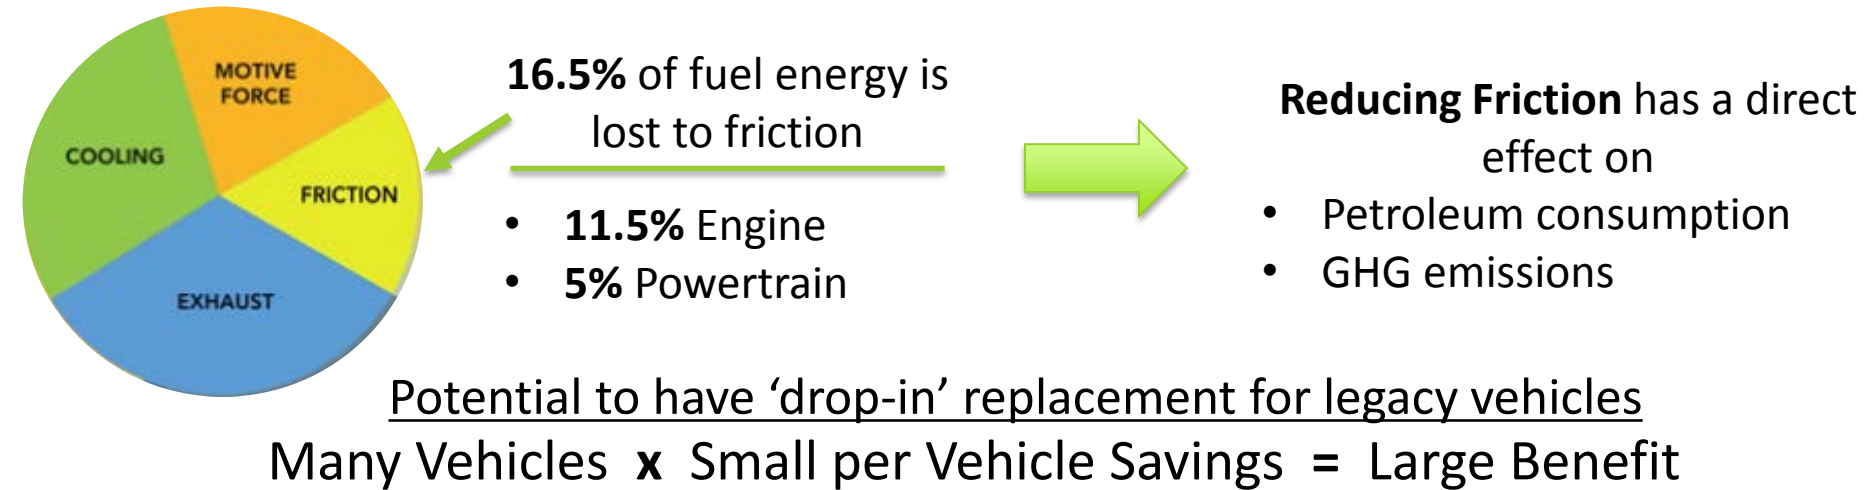 MOTIVE
FORCE
COOLING
FRICTION
EXHAUST
16.5% of fuel energy is
lost to friction
• 11.5% Engine
• 5% Powertrain
Reducing Friction has a direct
effect on
• Petroleum consumption
• GHG emissions
Potential to have ‘drop-in’ replacement for legacy vehicles
Many Vehicles x Small per Vehicle Savings = Large Benefit